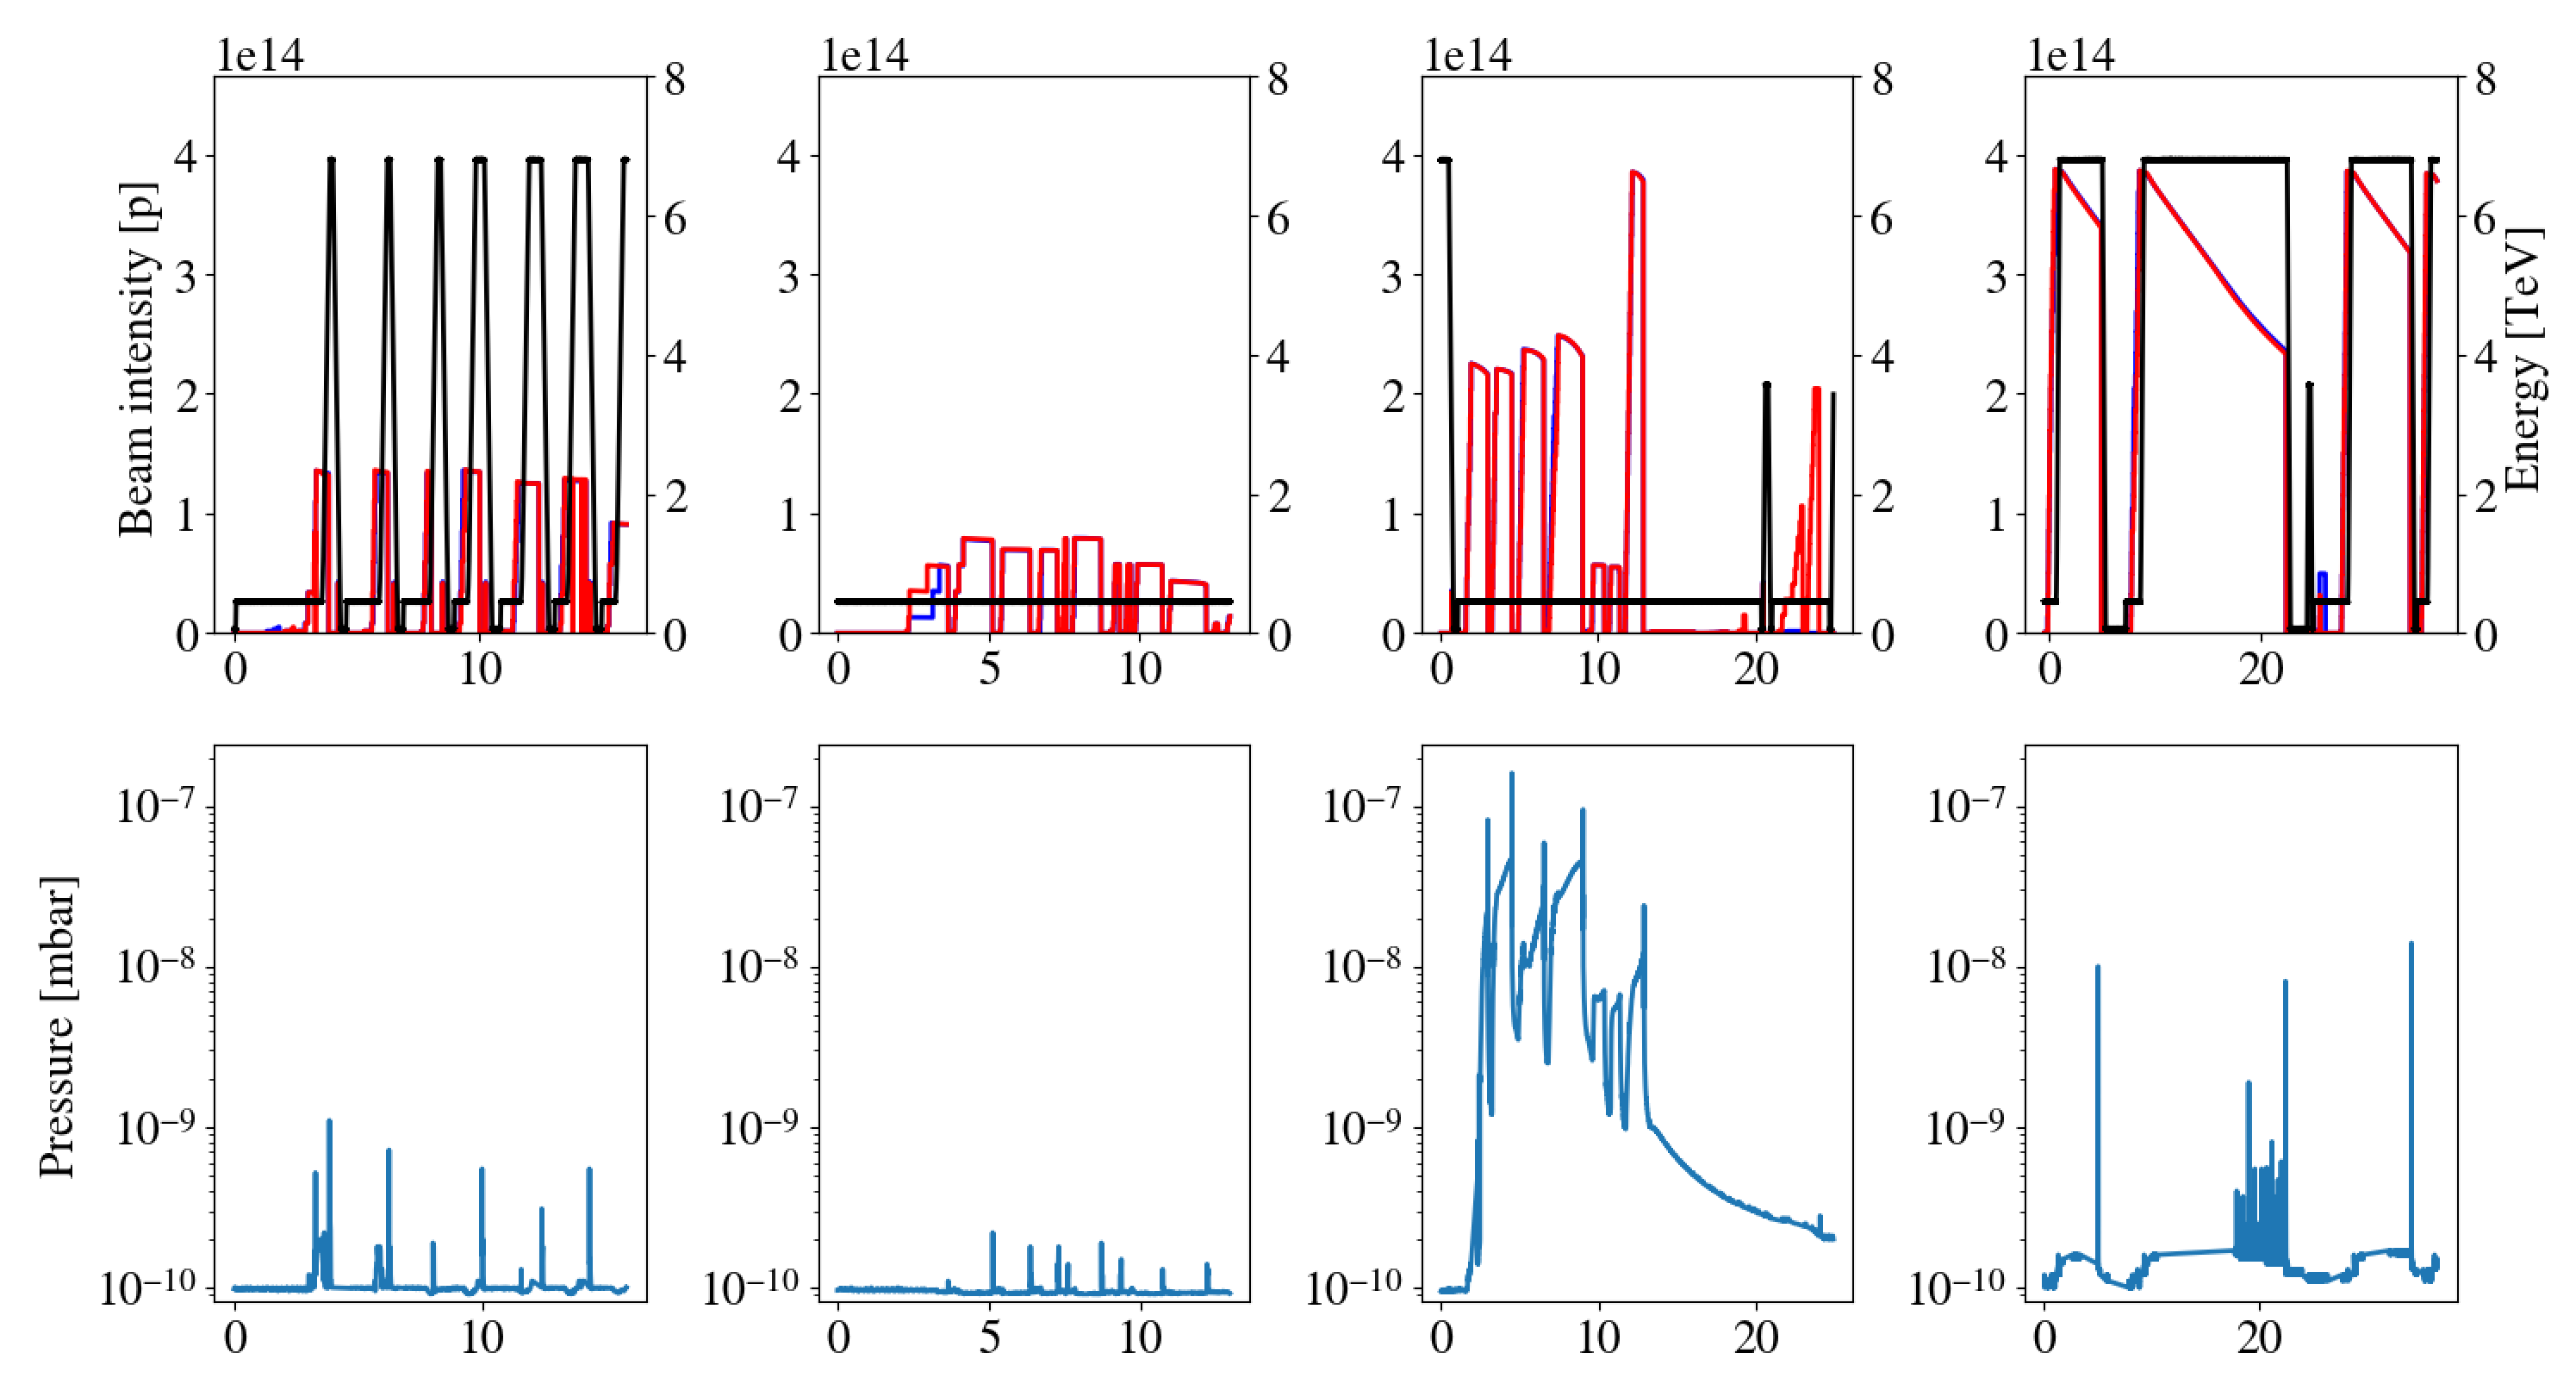 1e14 1e14 1e14 1e14
8 8 8 8
4 4 4 4
6 6 6 6
3 3 3 3
4 4 4 4
2 2 2 2
2 2 2 2
1 1 1 1
0 0 0 0 0 0 0 0
0 10 0 5 10 0 10 20 0 20
Beam intensity [p]
Energy [TeV]
10⁻⁷ 10⁻⁷ 10⁻⁷ 10⁻⁷
10⁻⁸ 10⁻⁸ 10⁻⁸ 10⁻⁸
10⁻⁹ 10⁻⁹ 10⁻⁹ 10⁻⁹
10⁻¹⁰ 10⁻¹⁰ 10⁻¹⁰ 10⁻¹⁰
0 10 0 5 10 0 10 20 0 20
Pressure [mbar]